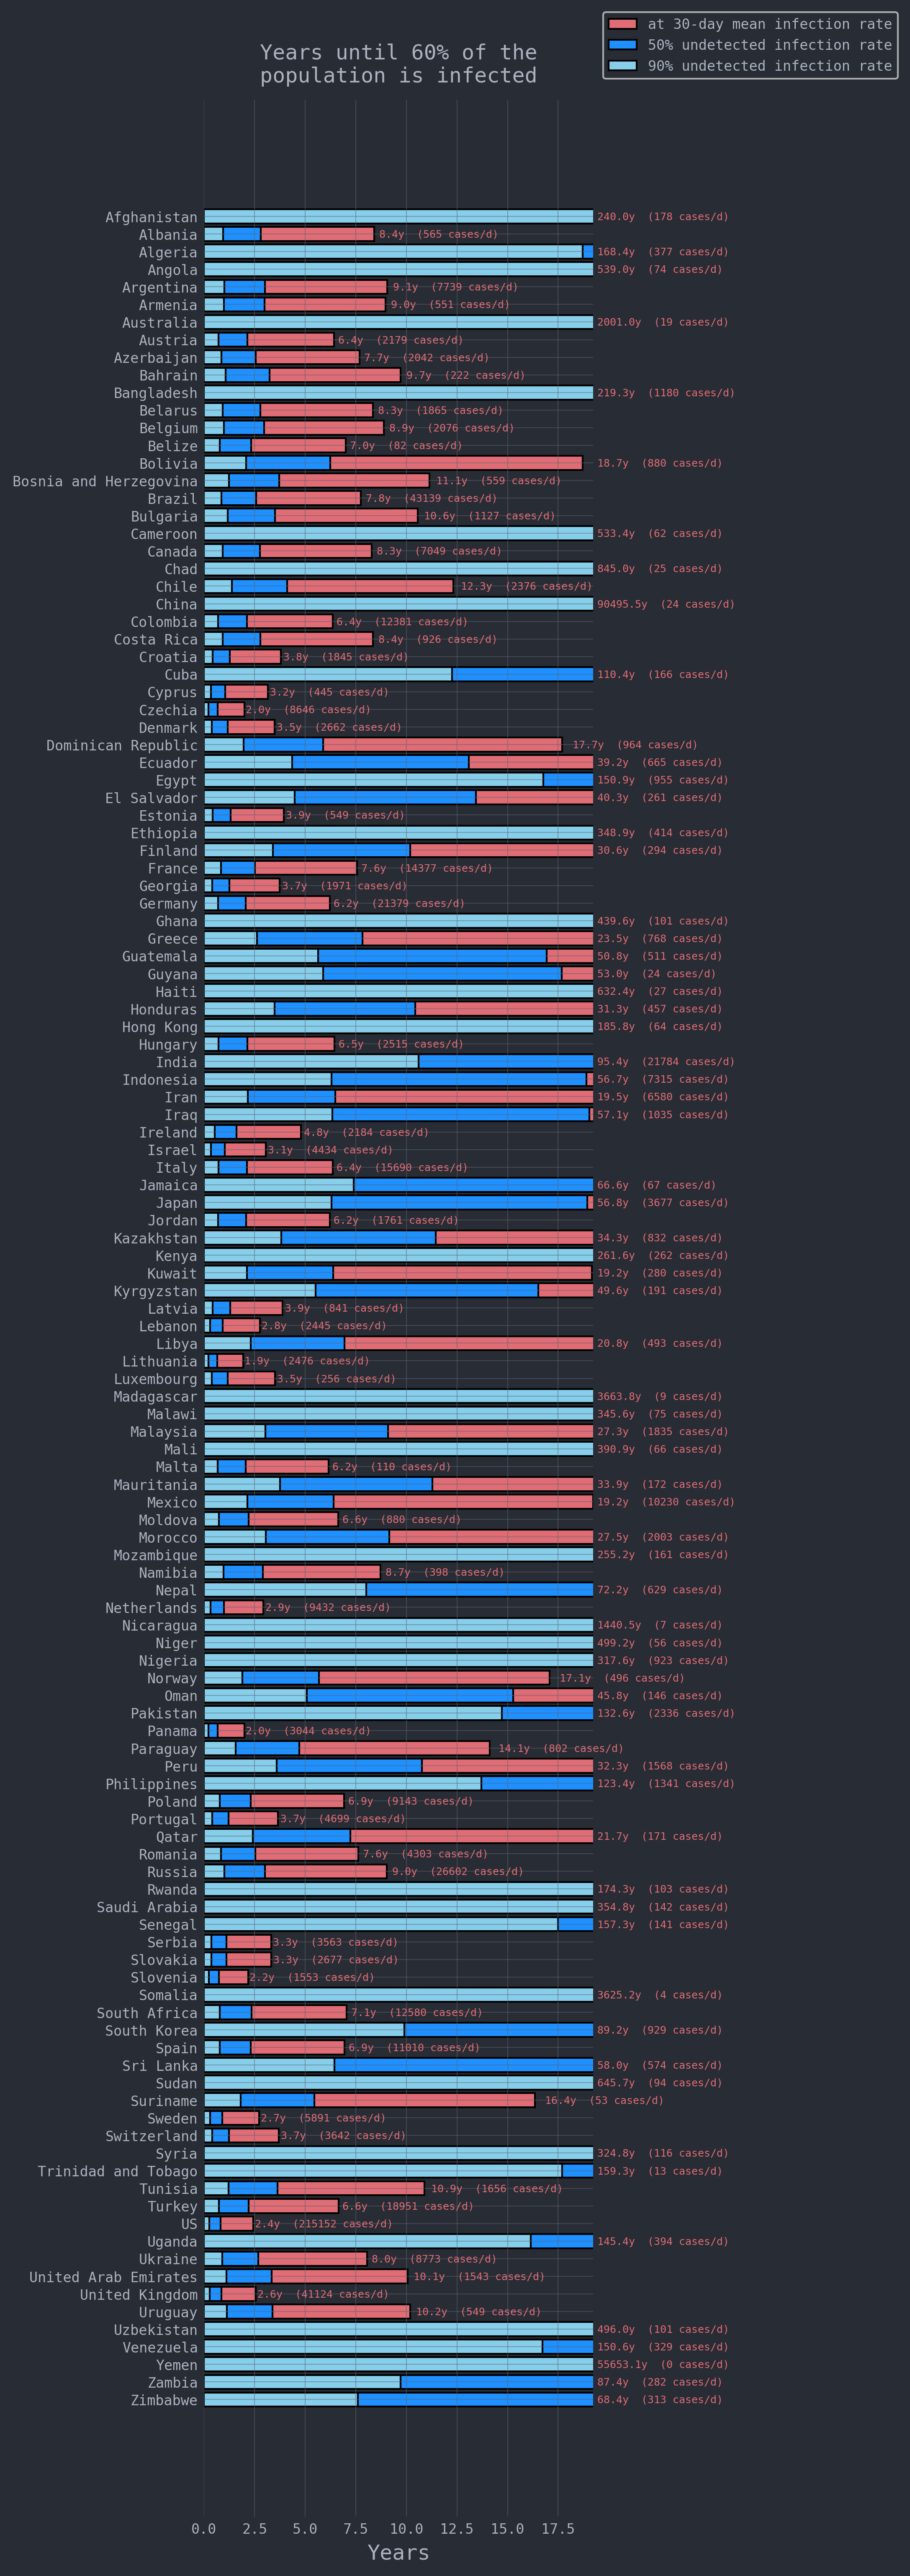 at 30-day mean infection rate
50% undetected infection rate
90% undetected infection rate
Years until 60% of the
population is infected
Afghanistan 240.0y (178 cases/d)
Albania 8.4y (565 cases/d)
Algeria 168.4y (377 cases/d)
Angola 539.0y (74 cases/d)
Argentina 9.1y (7739 cases/d)
Armenia 9.0y (551 cases/d)
Australia 2001.0y (19 cases/d)
Austria 6.4y (2179 cases/d)
Azerbaijan 7.7y (2042 cases/d)
Bahrain 9.7y (222 cases/d)
Bangladesh 219.3y (1180 cases/d)
Belarus 8.3y (1865 cases/d)
Belgium 8.9y (2076 cases/d)
Belize 7.0y (82 cases/d)
Bolivia 18.7y (880 cases/d)
Bosnia and Herzegovina 11.1y (559 cases/d)
Brazil 7.8y (43139 cases/d)
Bulgaria 10.6y (1127 cases/d)
Cameroon 533.4y (62 cases/d)
Canada 8.3y (7049 cases/d)
Chad 845.0y (25 cases/d)
Chile 12.3y (2376 cases/d)
China 90495.5y (24 cases/d)
Colombia 6.4y (12381 cases/d)
Costa Rica 8.4y (926 cases/d)
Croatia 3.8y (1845 cases/d)
Cuba 110.4y (166 cases/d)
Cyprus 3.2y (445 cases/d)
Czechia 2.0y (8646 cases/d)
Denmark 3.5y (2662 cases/d)
Dominican Republic 17.7y (964 cases/d)
Ecuador 39.2y (665 cases/d)
Egypt 150.9y (955 cases/d)
El Salvador 40.3y (261 cases/d)
Estonia 3.9y (549 cases/d)
Ethiopia 348.9y (414 cases/d)
Finland 30.6y (294 cases/d)
France 7.6y (14377 cases/d)
Georgia 3.7y (1971 cases/d)
Germany 6.2y (21379 cases/d)
Ghana 439.6y (101 cases/d)
Greece 23.5y (768 cases/d)
Guatemala 50.8y (511 cases/d)
Guyana 53.0y (24 cases/d)
Haiti 632.4y (27 cases/d)
Honduras 31.3y (457 cases/d)
Hong Kong 185.8y (64 cases/d)
Hungary 6.5y (2515 cases/d)
India 95.4y (21784 cases/d)
Indonesia 56.7y (7315 cases/d)
Iran 19.5y (6580 cases/d)
Iraq 57.1y (1035 cases/d)
Ireland 4.8y (2184 cases/d)
Israel 3.1y (4434 cases/d)
Italy 6.4y (15690 cases/d)
Jamaica 66.6y (67 cases/d)
Japan 56.8y (3677 cases/d)
Jordan 6.2y (1761 cases/d)
Kazakhstan 34.3y (832 cases/d)
Kenya 261.6y (262 cases/d)
Kuwait 19.2y (280 cases/d)
Kyrgyzstan 49.6y (191 cases/d)
Latvia 3.9y (841 cases/d)
Lebanon 2.8y (2445 cases/d)
Libya 20.8y (493 cases/d)
Lithuania 1.9y (2476 cases/d)
Luxembourg 3.5y (256 cases/d)
Madagascar 3663.8y (9 cases/d)
Malawi 345.6y (75 cases/d)
Malaysia 27.3y (1835 cases/d)
Mali 390.9y (66 cases/d)
Malta 6.2y (110 cases/d)
Mauritania 33.9y (172 cases/d)
Mexico 19.2y (10230 cases/d)
Moldova 6.6y (880 cases/d)
Morocco 27.5y (2003 cases/d)
Mozambique 255.2y (161 cases/d)
Namibia 8.7y (398 cases/d)
Nepal 72.2y (629 cases/d)
Netherlands 2.9y (9432 cases/d)
Nicaragua 1440.5y (7 cases/d)
Niger 499.2y (56 cases/d)
Nigeria 317.6y (923 cases/d)
Norway 17.1y (496 cases/d)
Oman 45.8y (146 cases/d)
Pakistan 132.6y (2336 cases/d)
Panama 2.0y (3044 cases/d)
Paraguay 14.1y (802 cases/d)
Peru 32.3y (1568 cases/d)
Philippines 123.4y (1341 cases/d)
Poland 6.9y (9143 cases/d)
Portugal 3.7y (4699 cases/d)
Qatar 21.7y (171 cases/d)
Romania 7.6y (4303 cases/d)
Russia 9.0y (26602 cases/d)
Rwanda 174.3y (103 cases/d)
Saudi Arabia 354.8y (142 cases/d)
Senegal 157.3y (141 cases/d)
Serbia 3.3y (3563 cases/d)
Slovakia 3.3y (2677 cases/d)
Slovenia 2.2y (1553 cases/d)
Somalia 3625.2y (4 cases/d)
South Africa 7.1y (12580 cases/d)
South Korea 89.2y (929 cases/d)
Spain 6.9y (11010 cases/d)
Sri Lanka 58.0y (574 cases/d)
Sudan 645.7y (94 cases/d)
Suriname 16.4y (53 cases/d)
Sweden 2.7y (5891 cases/d)
Switzerland 3.7y (3642 cases/d)
Syria 324.8y (116 cases/d)
Trinidad and Tobago 159.3y (13 cases/d)
Tunisia 10.9y (1656 cases/d)
Turkey 6.6y (18951 cases/d)
US 2.4y (215152 cases/d)
Uganda 145.4y (394 cases/d)
Ukraine 8.0y (8773 cases/d)
United Arab Emirates 10.1y (1543 cases/d)
United Kingdom 2.6y (41124 cases/d)
Uruguay 10.2y (549 cases/d)
Uzbekistan 496.0y (101 cases/d)
Venezuela 150.6y (329 cases/d)
Yemen 55653.1y (0 cases/d)
Zambia 87.4y (282 cases/d)
Zimbabwe 68.4y (313 cases/d)
0.0 2.5 5.0 7.5 10.0 12.5 15.0 17.5
Years